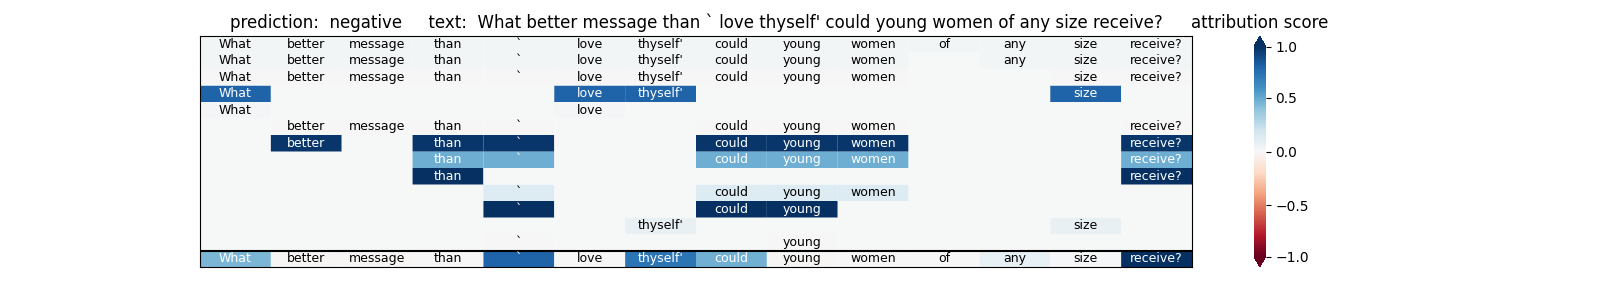 prediction: negative text: What better message than ` love thyself' could young women of any size receive? attribution score
What better message than ` love thyself' could young women of any size receive? 1.0
What better message than ` love thyself' could young women any size receive?
What better message than ` love thyself' could young women size receive?
What love thyself' size 0.5
What love
better message than ` could young women receive?
better than ` could young women receive? 0.0
than ` could young women receive?
than receive?
` could young women
` could young −0.5
thyself' size
` young
What better message than ` love thyself' could young women of any size receive? −1.0